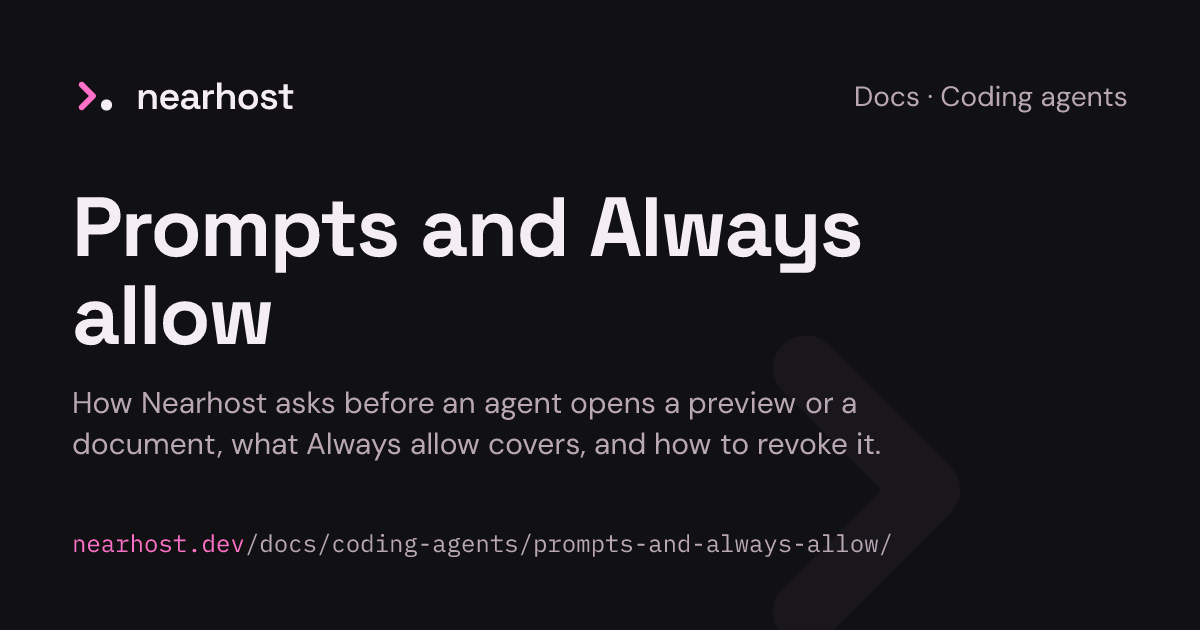 nearhost
Docs · Coding agents
Prompts and Always
allow
How Nearhost asks before an agent opens a preview or a
document, what Always allow covers, and how to revoke it.
nearhost.dev/docs/coding-agents/prompts-and-always-allow/